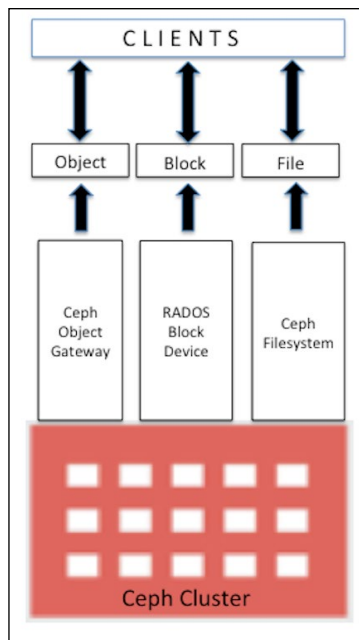 CLIENTS
Object
Block
File
Ceph
Object
Gateway
RADOS
Block
Device
Ceph
Filesystem
Ceph Cluster